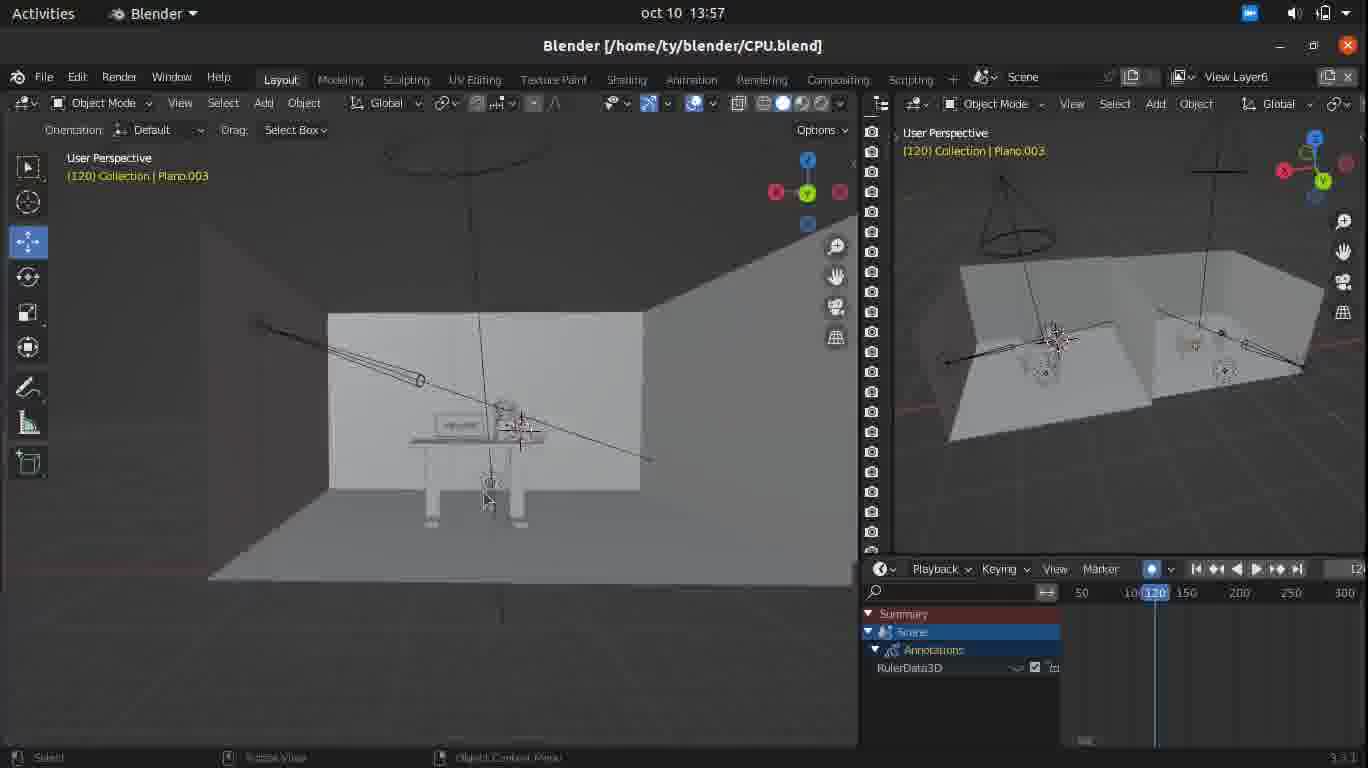 Activities Blender oct 10 13:57
Blender [/home/ty/blender/CPU.blend]
File Edit Render Window Help Layout Modeling Sculpting UV Editing Texture Paint Shading Animation Rendering Compositing Scripting + Scene View Layer6
Object Mode View Select Add Object Global
Object Mode View Select Add Object Global
Orientation: Default Drag: Select Box Options
User Perspective
(120) Collection | Plano.003
User Perspective
(120) Collection | Plano.003
Playback Keying View Marker 12
50 10 120 150 200 250 300
Summary
Scene
Annotations
RulerData3D
Select Rotate View Object Context Menu 3.3.1